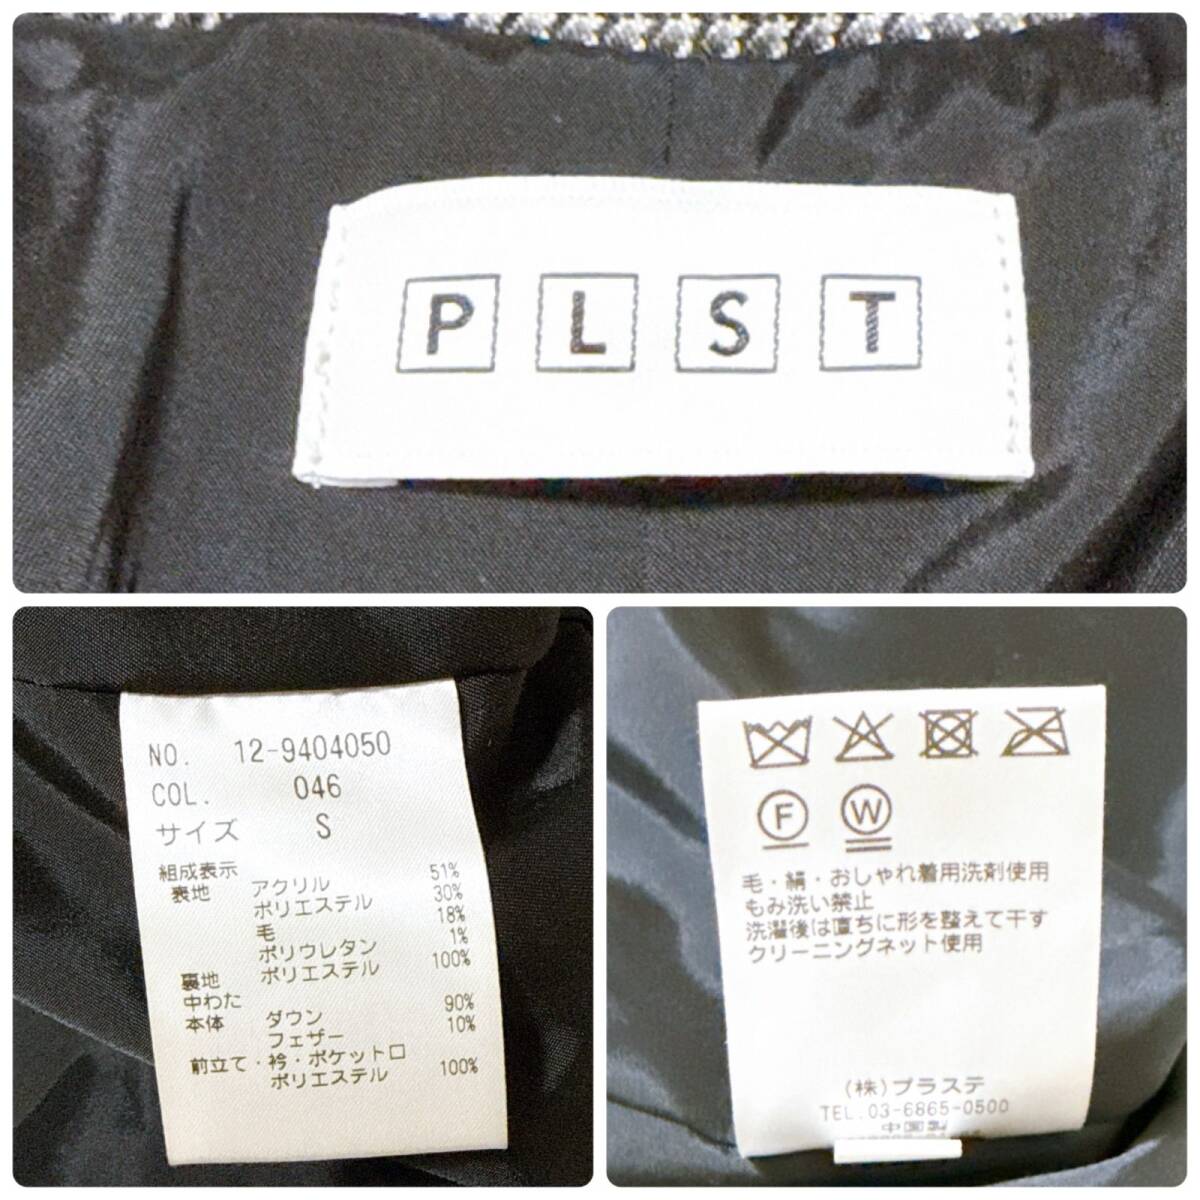 PLST
NO. 12-9404050
COL. 046
サイズ S
組成表示
表地 アクリル 51%
ポリエステル 30%
毛 18%
ポリウレタン 1%
裏地 ポリエステル 100%
中わた
本体 ダウン 90%
フェザー 10%
前立て・衿・ポケット口
ポリエステル 100%
F W
毛・絹・おしゃれ着用洗剤使用
もみ洗い禁止
洗濯後は直ちに形を整えて干す
クリーニングネット使用
(株)プラステ
TEL.03-6865-0500
中国製